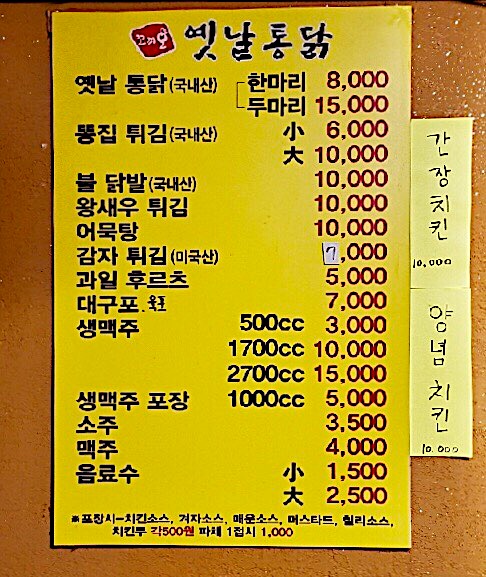 꼬끼오 옛날통닭
옛날 통닭(국내산) 한마리 8,000
두마리 15,000
똥집 튀김(국내산) 小 6,000
大 10,000
불 닭발(국내산) 10,000
왕새우 튀김 10,000
어묵탕 10,000
감자 튀김(미국산) 7,000
과일 후르츠 5,000
대구포. 7,000
생맥주 500cc 3,000
1700cc 10,000
2700cc 15,000
생맥주 포장 1000cc 5,000
소주 3,500
맥주 4,000
음료수 小 1,500
大 2,500
※포장시-치킨소스, 겨자소스, 매운소스, 머스타드, 칠리소스,
치킨무 각500원 파채 1접시 1,000
간장치킨
10,000
양념치킨
10.000